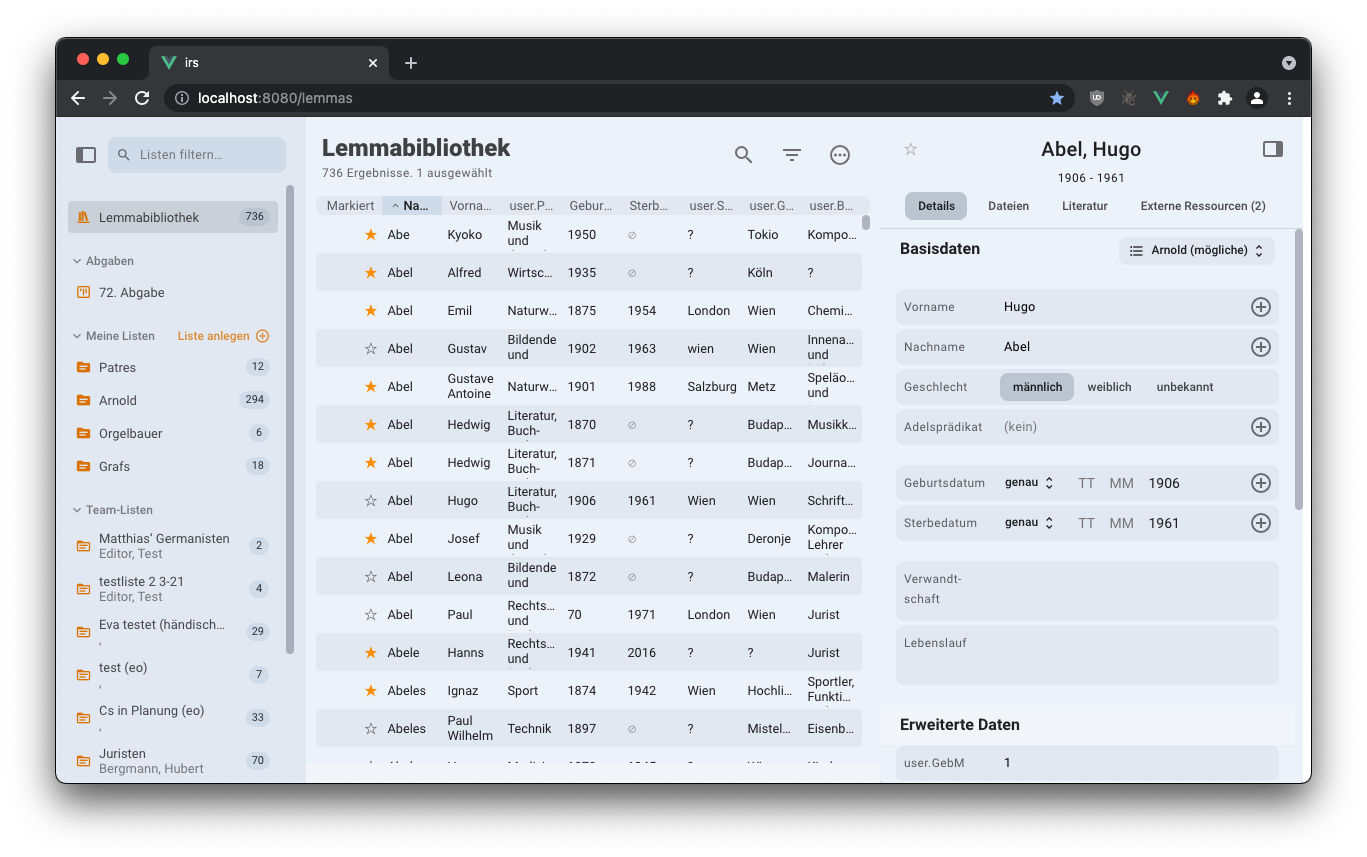 irs
localhost:8080/lemmas
Listen filtern...
Lemmabibliothek 736
Abgaben
72. Abgabe
Meine Listen Liste anlegen
Patres 12
Arnold 294
Orgelbauer 6
Grafs 18
Team-Listen
Matthias’ Germanisten 2
Editor, Test
testliste 2 3-21 4
Editor, Test
Eva testet (händisch... 29
,
test (eo) 7
,
Cs in Planung (eo) 33
,
Juristen 70
Bergmann, Hubert
Lemmabibliothek
736 Ergebnisse. 1 ausgewählt
Markiert Na... Vorna... user.P... Gebur... Sterb... user.S... user.G... user.B...
Abe Kyoko Musik und 1950 ⊘ ? Tokio Kompo...
Abel Alfred Wirtsc... 1935 ⊘ ? Köln ?
Abel Emil Naturw... 1875 1954 London Wien Chemi...
Abel Gustav Bildende und 1902 1963 wien Wien Innena... und
Abel Gustave Antoine Naturw... 1901 1988 Salzburg Metz Speläo... und
Abel Hedwig Literatur, Buch- 1870 ⊘ ? Budap... Musikk...
Abel Hedwig Literatur, Buch- 1871 ⊘ ? Budap... Journa...
Abel Hugo Literatur, Buch- 1906 1961 Wien Wien Schrift...
Abel Josef Musik und 1929 ⊘ ? Deronje Kompo... Lehrer
Abel Leona Bildende und 1872 ⊘ ? Budap... Malerin
Abel Paul Rechts... und 70 1971 London Wien Jurist
Abele Hanns Rechts... und 1941 2016 ? ? Jurist
Abeles Ignaz Sport 1874 1942 Wien Hochli... Sportler, Funkti...
Abeles Paul Wilhelm Technik 1897 ⊘ ? Mistel... Eisenb...
Abel, Hugo
1906 - 1961
Details Dateien Literatur Externe Ressourcen (2)
Basisdaten Arnold (mögliche)
Vorname Hugo
Nachname Abel
Geschlecht männlich weiblich unbekannt
Adelsprädikat (kein)
Geburtsdatum genau TT MM 1906
Sterbedatum genau TT MM 1961
Verwandt-
schaft
Lebenslauf
Erweiterte Daten
user.GebM 1